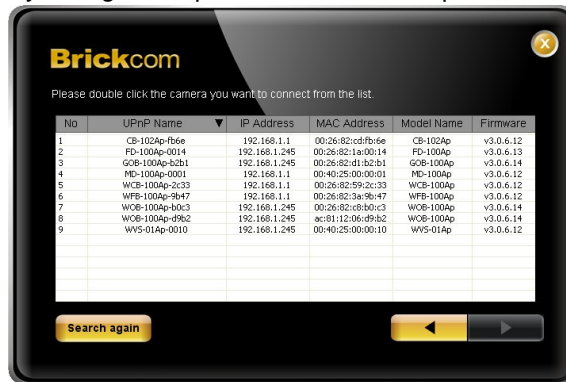 Brickcom
Please double click the camera you want to connect from the list.
No UPnP Name ▼ IP Address MAC Address Model Name Firmware
1 CB-102Ap-fb6e 192.168.1.1 00:26:82:cd:fb:6e CB-102Ap v3.0.6.12
2 FD-100Ap-0014 192.168.1.245 00:26:82:1a:00:14 FD-100Ap v3.0.6.13
3 GOB-100Ap-b2b1 192.168.1.245 00:26:82:d1:b2:b1 GOB-100Ap v3.0.6.14
4 MD-100Ap-0001 192.168.1.1 00:40:25:00:00:01 MD-100Ap v3.0.6.12
5 WCB-100Ap-2c33 192.168.1.1 00:26:82:59:2c:33 WCB-100Ap v3.0.6.12
6 WFB-100Ap-9b47 192.168.1.1 00:26:82:3a:9b:47 WFB-100Ap v3.0.6.12
7 WOB-100Ap-b0c3 192.168.1.245 00:26:82:c8:b0:c3 WOB-100Ap v3.0.6.14
8 WOB-100Ap-d9b2 192.168.1.245 ac:81:12:06:d9:b2 WOB-100Ap v3.0.6.14
9 WVS-01Ap-0010 192.168.1.245 00:40:25:00:00:10 WVS-01Ap v3.0.6.12
Search again